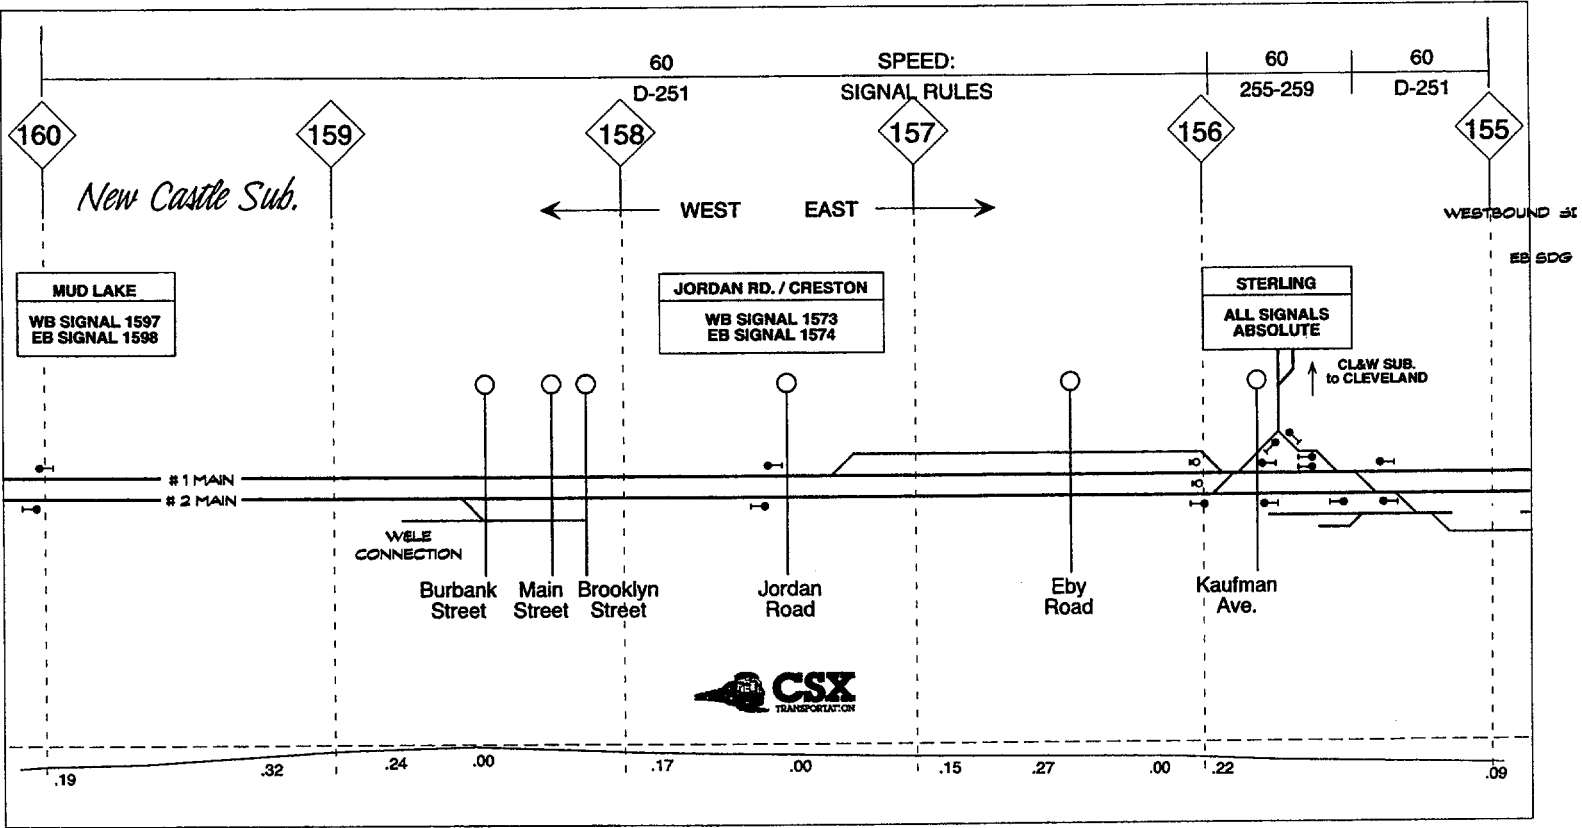 60 SPEED: 60 60
D-251 SIGNAL RULES 255-259 D-251
160 159 158 157 156 155
New Castle Sub.
WEST EAST
WESTBOUND
EB SDG
MUD LAKE
WB SIGNAL 1597
EB SIGNAL 1598
JORDAN RD. / CRESTON
WB SIGNAL 1573
EB SIGNAL 1574
STERLING
ALL SIGNALS
ABSOLUTE
CL&W SUB.
to CLEVELAND
# 1 MAIN
# 2 MAIN
WELE
CONNECTION
Burbank
Street
Main
Street
Brooklyn
Street
Jordan
Road
Eby
Road
Kaufman
Ave.
CSX
TRANSPORTATION
.19 .32 .24 .00 .17 .00 .15 .27 .00 .22 .09